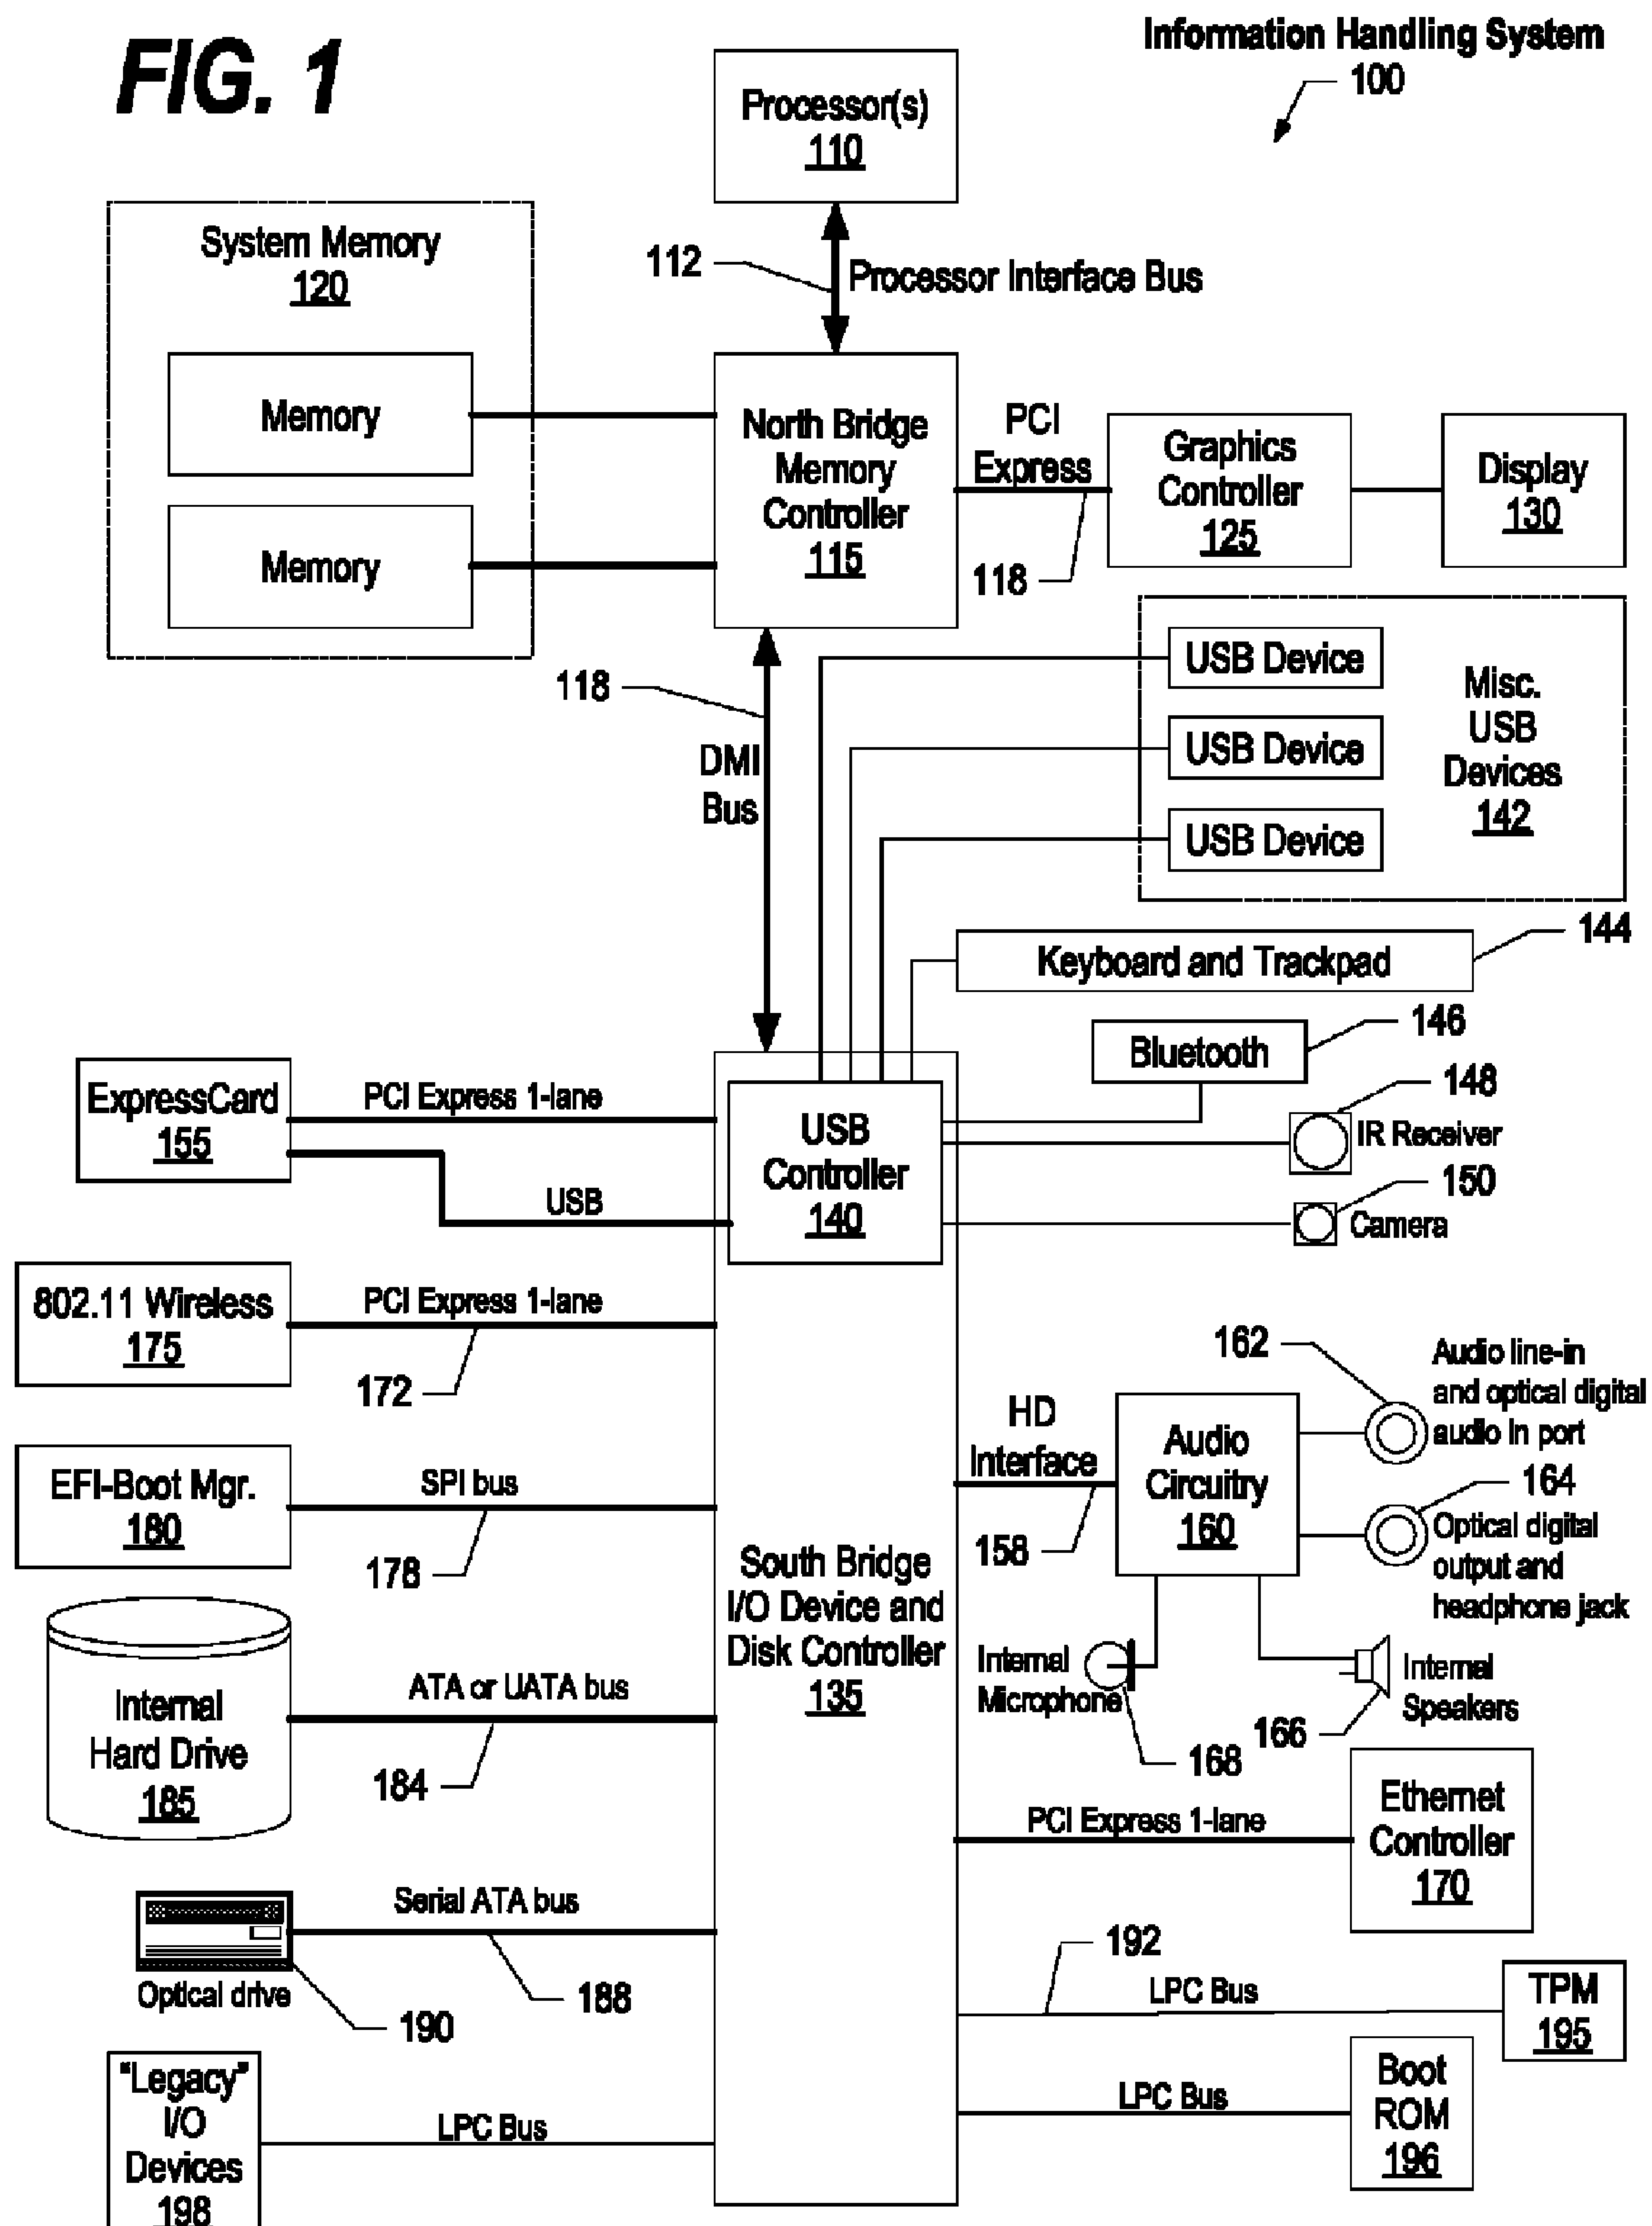 FIG. 1
Information Handling System
100
Processor(s)
110
System Memory
120
Memory
Memory
112
Processor Interface Bus
North Bridge
Memory
Controller
115
PCI
Express
118
Graphics
Controller
125
Display
130
118
DMI
Bus
USB Device
USB Device
USB Device
Misc.
USB
Devices
142
144
Keyboard and Trackpad
146
Bluetooth
148
IR Receiver
150
Camera
ExpressCard
155
PCI Express 1-lane
USB
USB
Controller
140
802.11 Wireless
175
PCI Express 1-lane
172
162
Audio line-in
and optical digital
audio in port
HD
Interface
158
Audio
Circuitry
160
164
Optical digital
output and
headphone jack
EFI-Boot Mgr.
180
SPI bus
178
South Bridge
I/O Device and
Disk Controller
135
Internal
Microphone
168
Internal
Speakers
166
Internal
Hard Drive
185
ATA or UATA bus
184
PCI Express 1-lane
Ethernet
Controller
170
Serial ATA bus
188
Optical drive
190
192
LPC Bus
TPM
195
"Legacy"
I/O
Devices
198
LPC Bus
LPC Bus
Boot
ROM
196